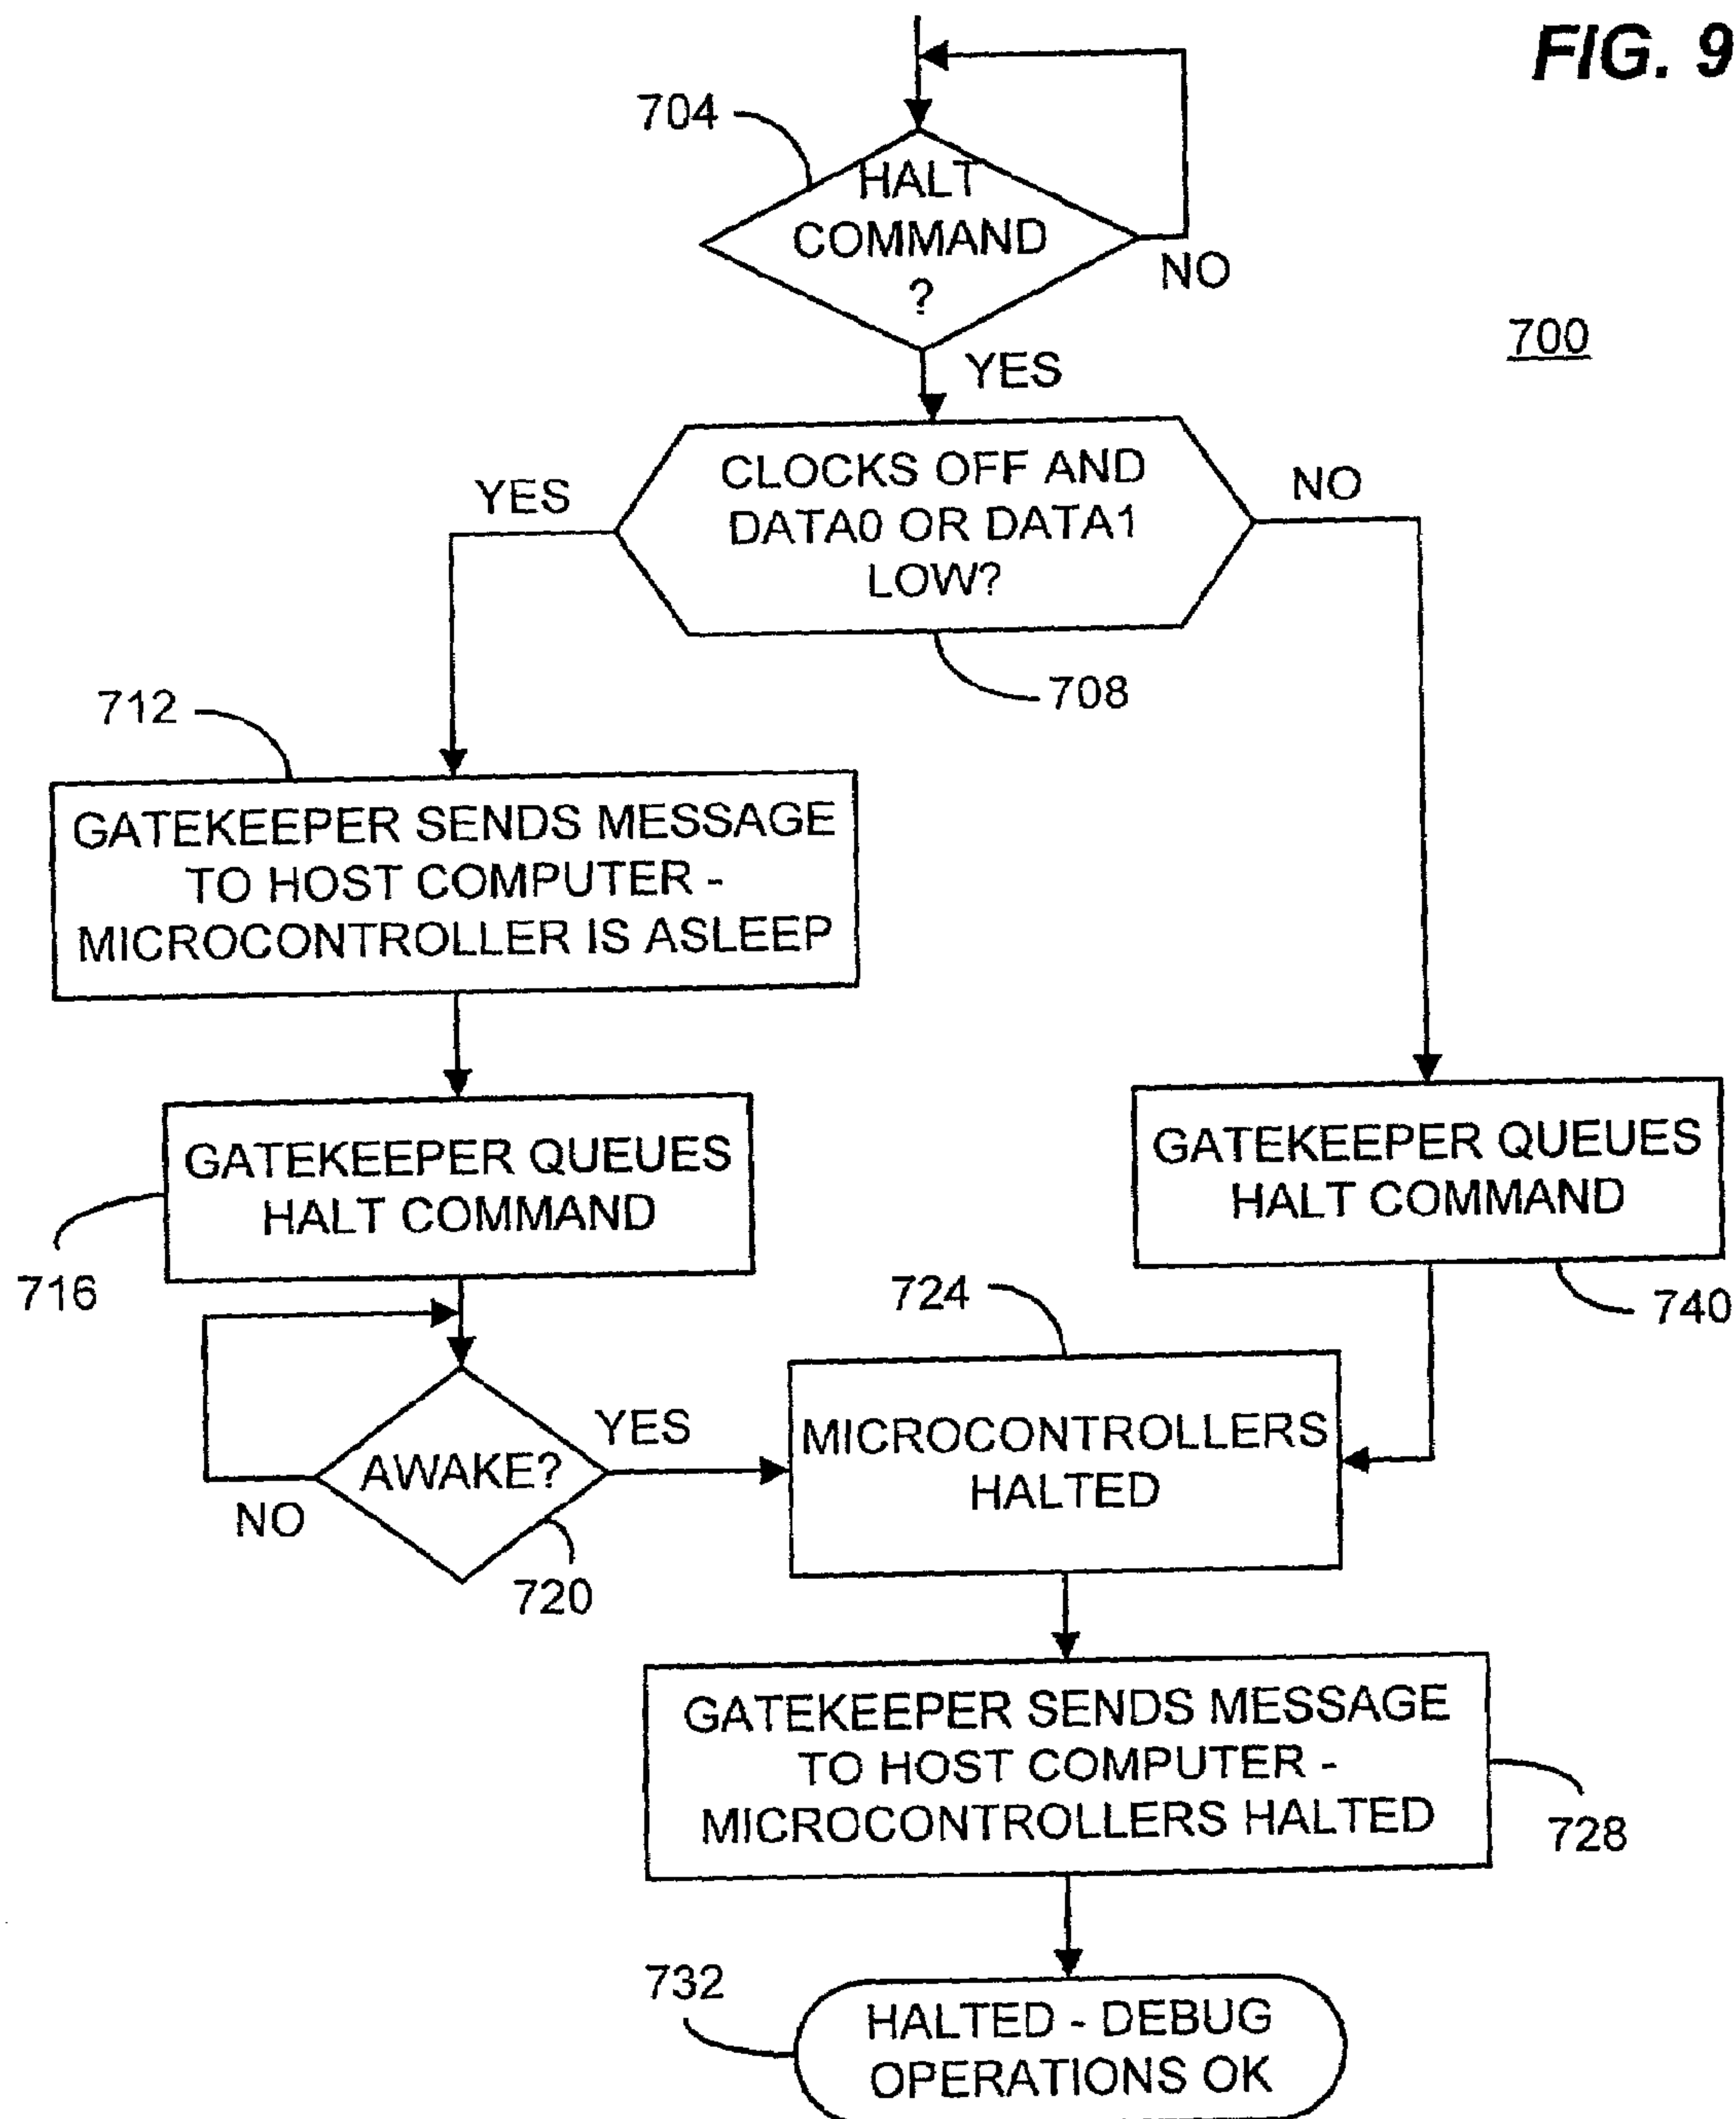 FIG. 9
704
HALT
COMMAND
?
NO
700
YES
CLOCKS OFF AND
DATA0 OR DATA1
LOW?
YES
NO
708
712
GATEKEEPER SENDS MESSAGE
TO HOST COMPUTER -
MICROCONTROLLER IS ASLEEP
GATEKEEPER QUEUES
HALT COMMAND
716
GATEKEEPER QUEUES
HALT COMMAND
740
724
AWAKE?
YES
NO
720
MICROCONTROLLERS
HALTED
GATEKEEPER SENDS MESSAGE
TO HOST COMPUTER -
MICROCONTROLLERS HALTED
728
732
HALTED - DEBUG
OPERATIONS OK